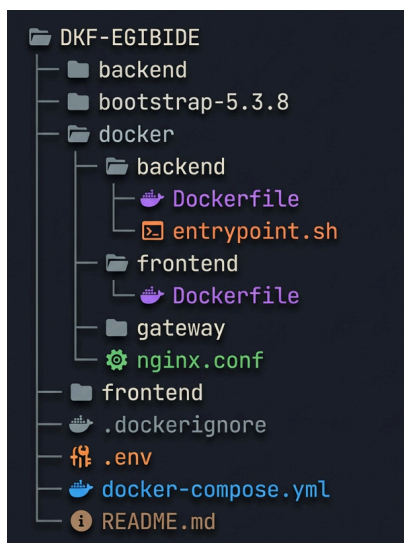 DKF-EGIBIDE
backend
bootstrap-5.3.8
docker
backend
Dockerfile
entrypoint.sh
frontend
Dockerfile
gateway
nginx.conf
frontend
.dockerignore
.env
docker-compose.yml
README.md